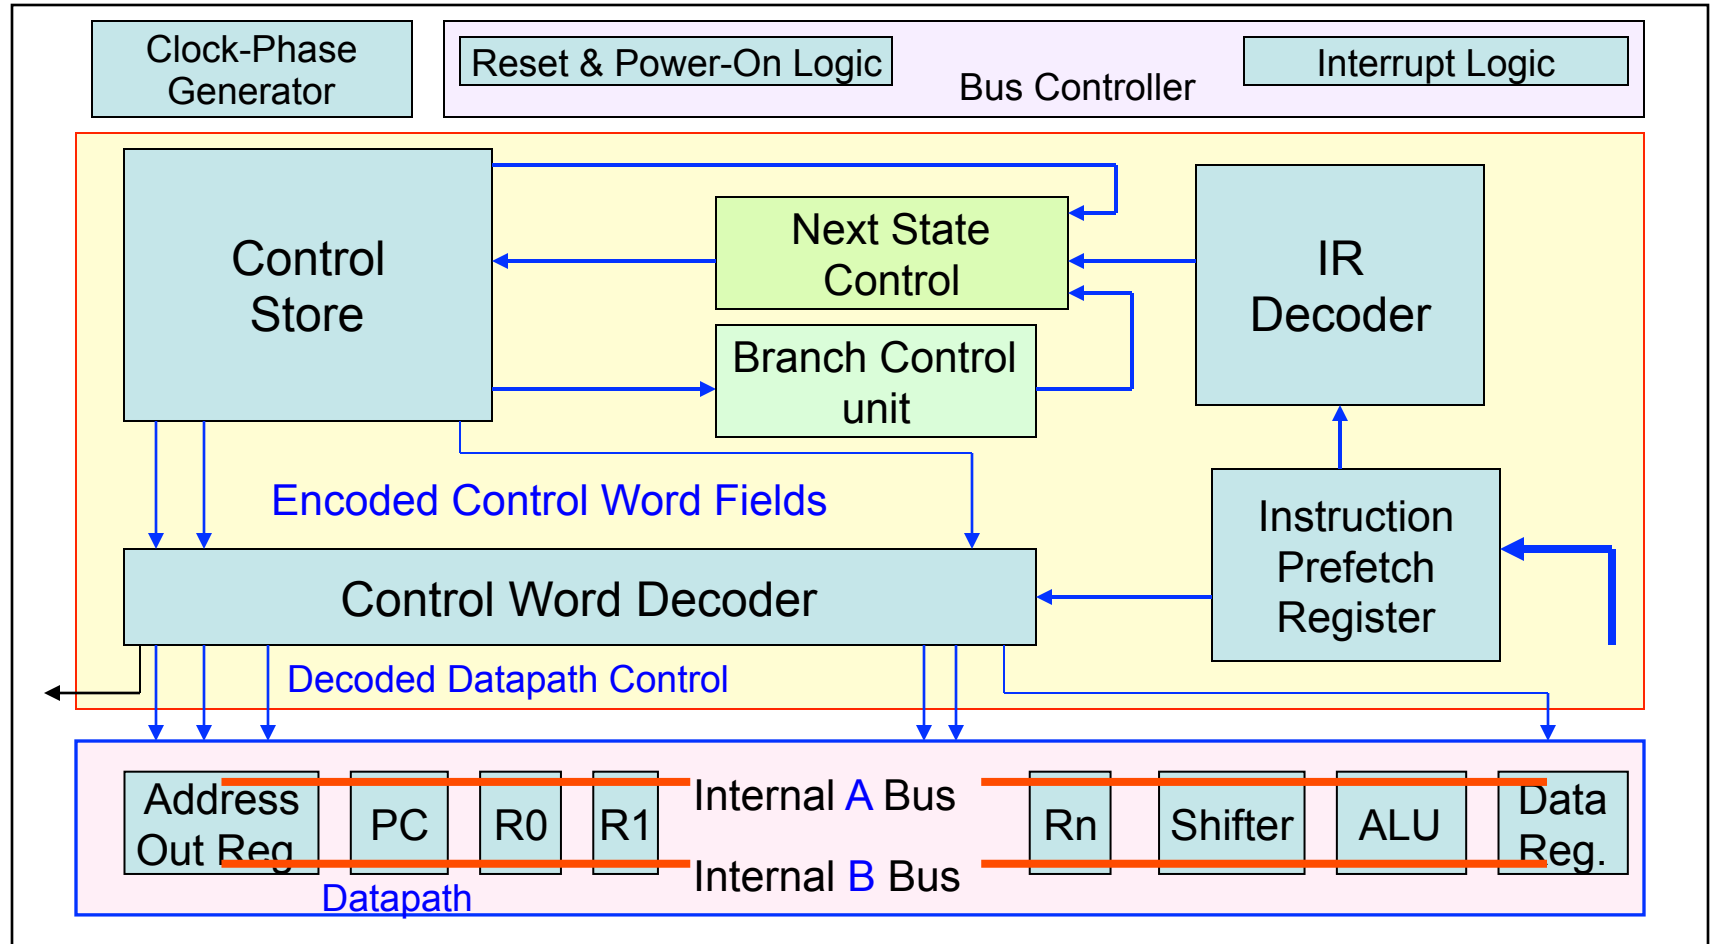 Clock-Phase
Generator
Reset & Power-On Logic
Bus Controller
Interrupt Logic
Control
Store
Next State
Control
IR
Decoder
Branch Control
unit
Encoded Control Word Fields
Instruction
Prefetch
Register
Control Word Decoder
Decoded Datapath Control
Address
Out Reg.
PC
R0
R1
Internal A Bus
Internal B Bus
Rn
Shifter
ALU
Data
Reg.
Datapath